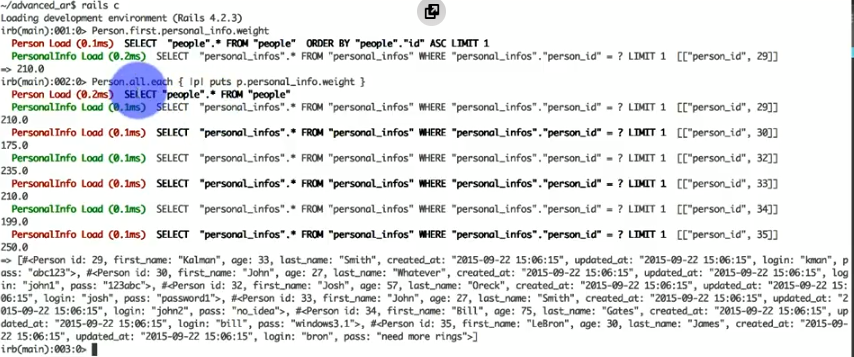 ~/advanced_ar$ rails c
Loading development environment (Rails 4.2.3)
irb(main):001:0> Person.first.personal_info.weight
Person Load (0.1ms) SELECT "people".* FROM "people" ORDER BY "people"."id" ASC LIMIT 1
PersonalInfo Load (0.2ms) SELECT "personal_infos".* FROM "personal_infos" WHERE "personal_infos"."person_id" = ? LIMIT 1 [["person_id", 29]]
=> 210.0
irb(main):002:0> Person.all.each { |p| puts p.personal_info.weight }
Person Load (0.2ms) SELECT "people".* FROM "people"
PersonalInfo Load (0.1ms) SELECT "personal_infos".* FROM "personal_infos" WHERE "personal_infos"."person_id" = ? LIMIT 1 [["person_id", 29]]
210.0
PersonalInfo Load (0.1ms) SELECT "personal_infos".* FROM "personal_infos" WHERE "personal_infos"."person_id" = ? LIMIT 1 [["person_id", 30]]
175.0
PersonalInfo Load (0.1ms) SELECT "personal_infos".* FROM "personal_infos" WHERE "personal_infos"."person_id" = ? LIMIT 1 [["person_id", 32]]
235.0
PersonalInfo Load (0.1ms) SELECT "personal_infos".* FROM "personal_infos" WHERE "personal_infos"."person_id" = ? LIMIT 1 [["person_id", 33]]
210.0
PersonalInfo Load (0.1ms) SELECT "personal_infos".* FROM "personal_infos" WHERE "personal_infos"."person_id" = ? LIMIT 1 [["person_id", 34]]
199.0
PersonalInfo Load (0.1ms) SELECT "personal_infos".* FROM "personal_infos" WHERE "personal_infos"."person_id" = ? LIMIT 1 [["person_id", 35]]
250.0
=> [#<Person id: 29, first_name: "Kalman", age: 33, last_name: "Smith", created_at: "2015-09-22 15:06:15", updated_at: "2015-09-22 15:06:15", login: "kman", p
ass: "abc123">, #<Person id: 30, first_name: "John", age: 27, last_name: "Whatever", created_at: "2015-09-22 15:06:15", updated_at: "2015-09-22 15:06:15", log
in: "john1", pass: "123abc">, #<Person id: 32, first_name: "Josh", age: 57, last_name: "Oreck", created_at: "2015-09-22 15:06:15", updated_at: "2015-09-22 15:
06:15", login: "josh", pass: "password1">, #<Person id: 33, first_name: "John", age: 27, last_name: "Smith", created_at: "2015-09-22 15:06:15", updated_at: "2
015-09-22 15:06:15", login: "john2", pass: "no_idea">, #<Person id: 34, first_name: "Bill", age: 75, last_name: "Gates", created_at: "2015-09-22 15:06:15", up
dated_at: "2015-09-22 15:06:15", login: "bill", pass: "windows3.1">, #<Person id: 35, first_name: "LeBron", age: 30, last_name: "James", created_at: "2015-09-
22 15:06:15", updated_at: "2015-09-22 15:06:15", login: "bron", pass: "need more rings">]
irb(main):003:0>